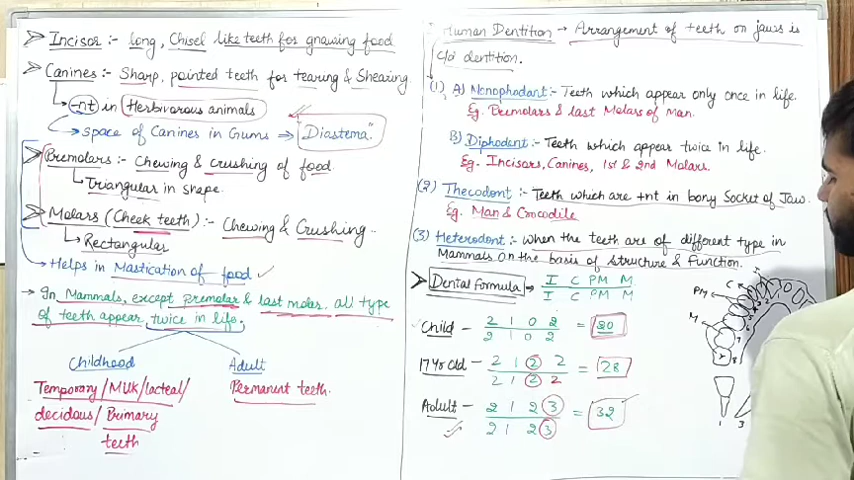 Incisor :- long, Chisel like teeth for gnawing food
Canines :- Sharp, pointed teeth for tearing & Shearing
-nt in Herbivorous animals
space of Canines in Gums ⇒ "Diastema"
Premolars :- Chewing & crushing of food
Triangular in shape.
Molars (Cheek teeth) :- Chewing & Crushing.
Rectangular
Helps in Mastication of food ✓
→ In Mammals, except premolar & last molar, all type
of teeth appear twice in life.
Childhood
Adult
Temporary / Milk / lacteal /
decidous / Primary
teeth
Permanent teeth.
Human Dentition → Arrangement of teeth on jaws is
c/a dentition.
(1) A) Monophodant :- Teeth which appear only once in life.
Eg. Premolars & last Molars of man.
B) Diphodent :- Teeth which appear twice in life.
Eg. Incisors, Canines, 1st & 2nd Molars.
(2) Thecodont :- Teeth which are +nt in bony Socket of Jaw.
Eg. Man & Crocodile
(3) Heterodont :- when the teeth are of different type in
Mammals on the basis of structure & Function.
Dental formula → I C PM M
I C PM M
Child - 2 1 0 2 = 20
2 1 0 2
17 Yr Old - 2 1 2 2 = 28
2 1 2 2
Adult - 2 1 2 3 = 32
2 1 2 3
I
C
PM
M
1
3